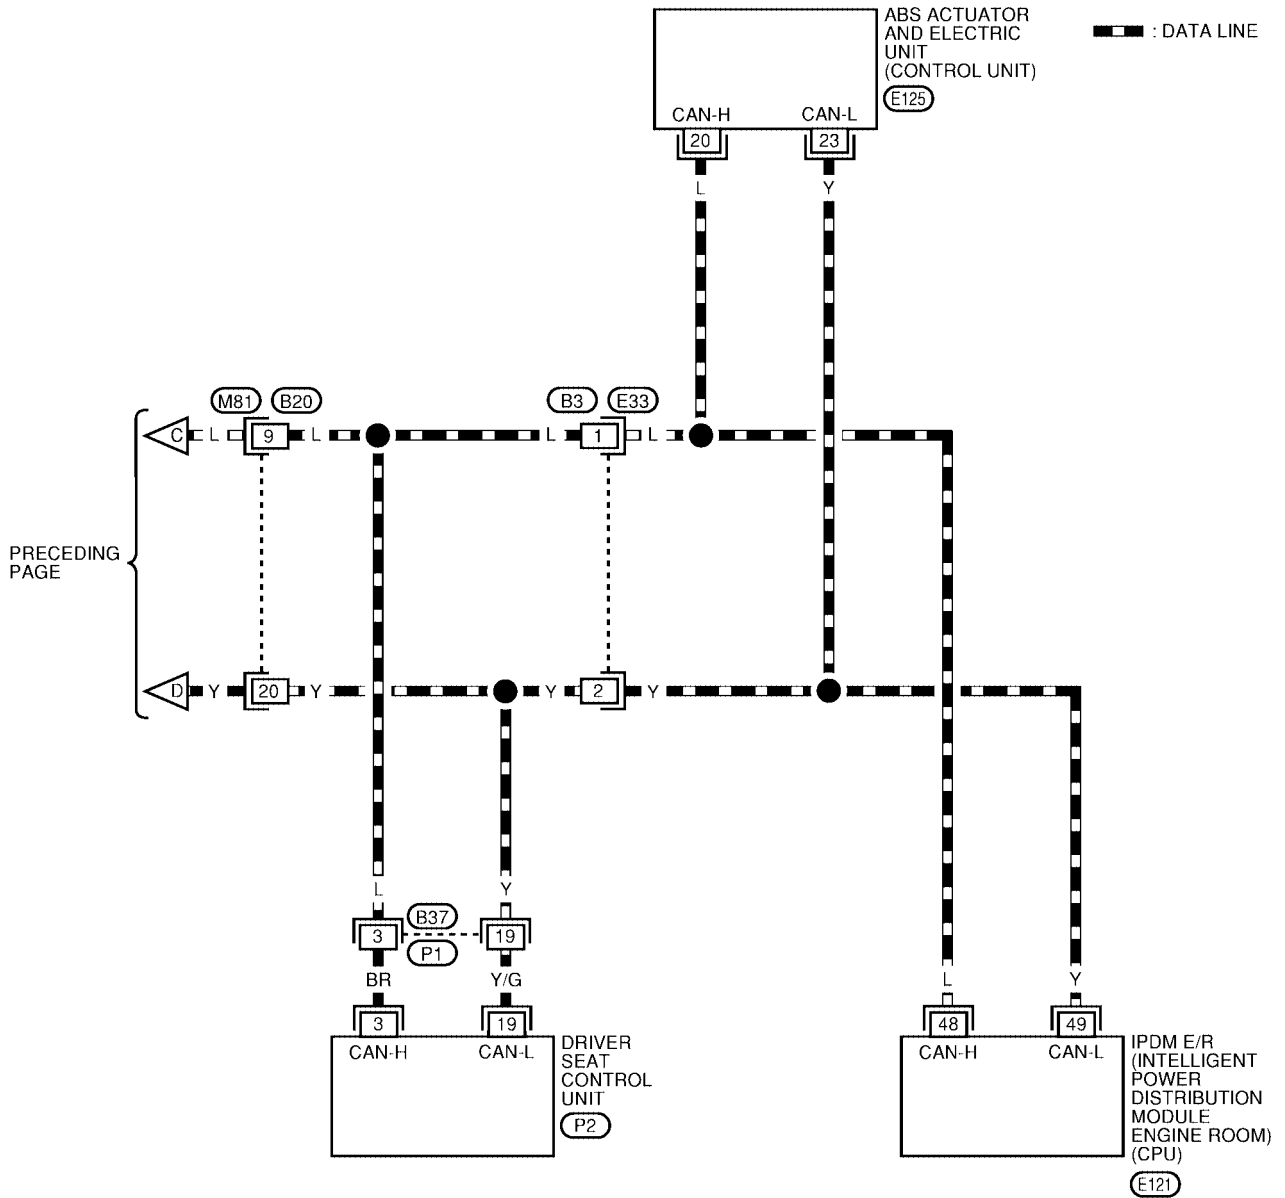 ABS ACTUATOR
AND ELECTRIC
UNIT
(CONTROL UNIT)
E125
: DATA LINE
CAN-H CAN-L
20 23
L Y
M81 B20 B3 E33
C L 9 L L 1 L
PRECEDING
PAGE
D Y 20 Y Y 2 Y
L Y
B37
3 19
P1
BR Y/G
L Y
3 19
48 49
CAN-H CAN-L
DRIVER
SEAT
CONTROL
UNIT
P2
CAN-H CAN-L
IPDM E/R
(INTELLIGENT
POWER
DISTRIBUTION
MODULE
ENGINE ROOM)
(CPU)
E121